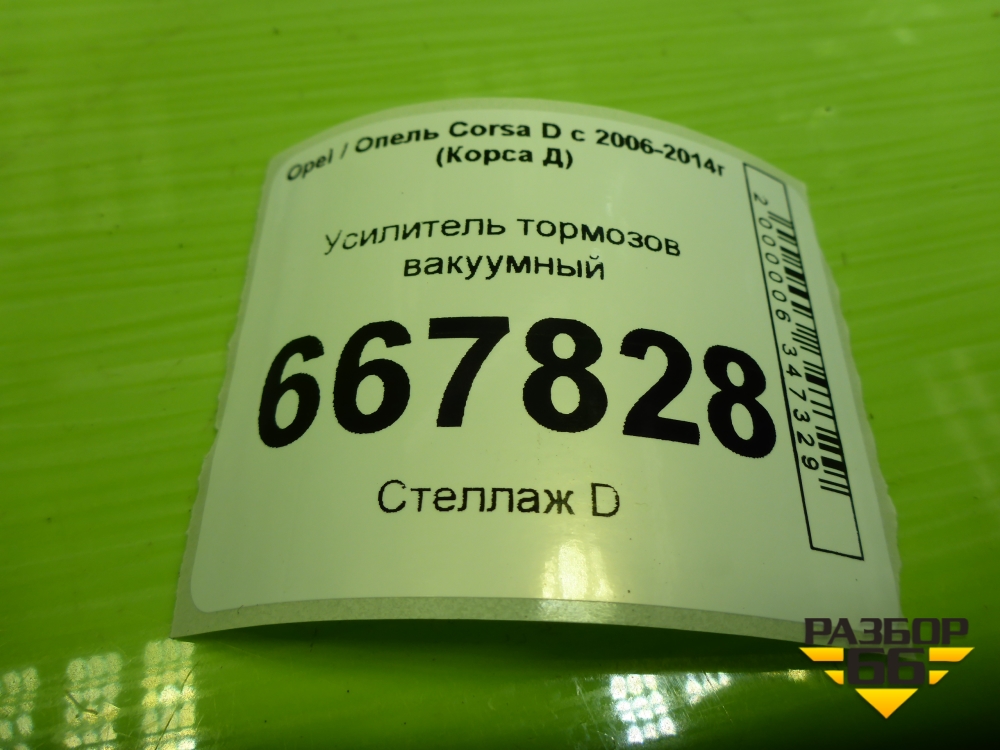 Opel / Опель Corsa D с 2006-2014г
(Корса Д)
Усилитель тормозов
вакуумный
667828
Стеллаж D
2000006347329
РАЗБОР
66